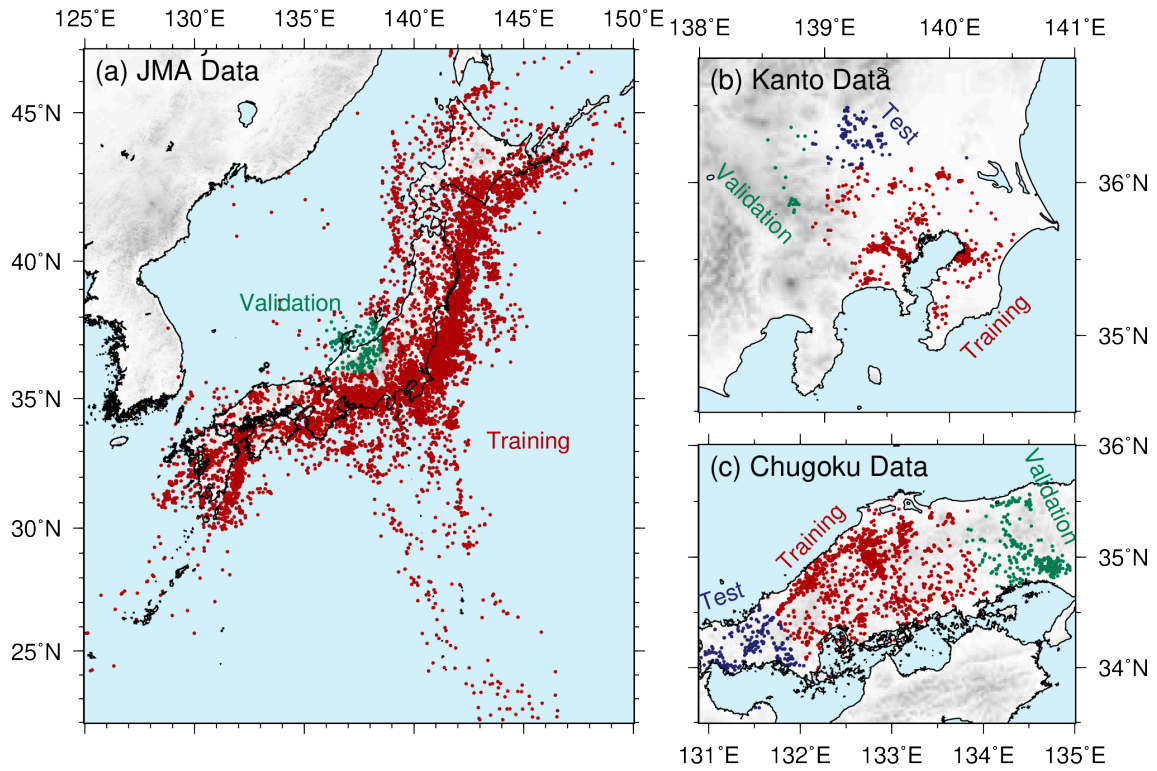 125°E 130°E 135°E 140°E 145°E 150°E
(a) JMA Data
45°N
40°N
35°N
30°N
25°N
Validation
Training
138°E 139°E 140°E 141°E
(b) Kanto Data
Test
Validation
Training
36°N
35°N
(c) Chugoku Data
Validation
Training
Test
36°N
35°N
34°N
131°E 132°E 133°E 134°E 135°E